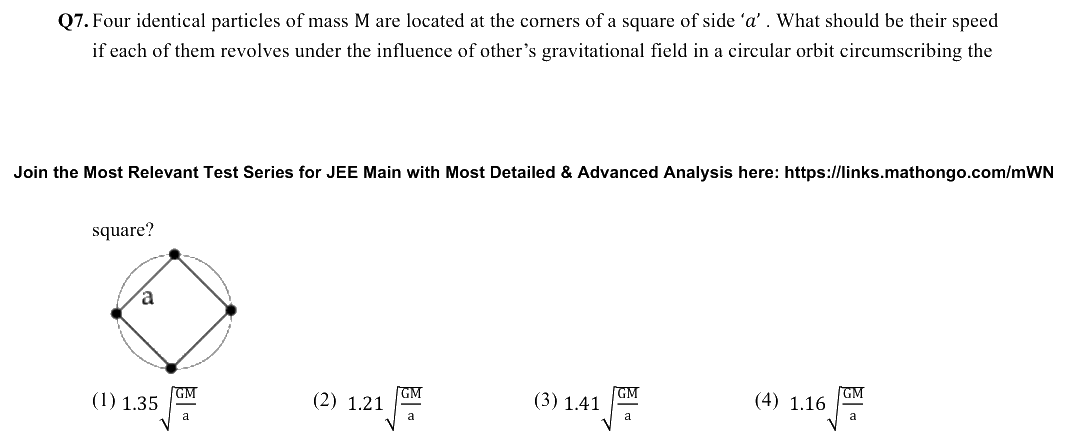 Q7. Four identical particles of mass M are located at the corners of a square of side ‘a’ . What should be their speed
if each of them revolves under the influence of other’s gravitational field in a circular orbit circumscribing the
Join the Most Relevant Test Series for JEE Main with Most Detailed & Advanced Analysis here: https://links.mathongo.com/mWN
square?
a
(1) 1.35 √(GM/a) (2) 1.21 √(GM/a) (3) 1.41 √(GM/a) (4) 1.16 √(GM/a)